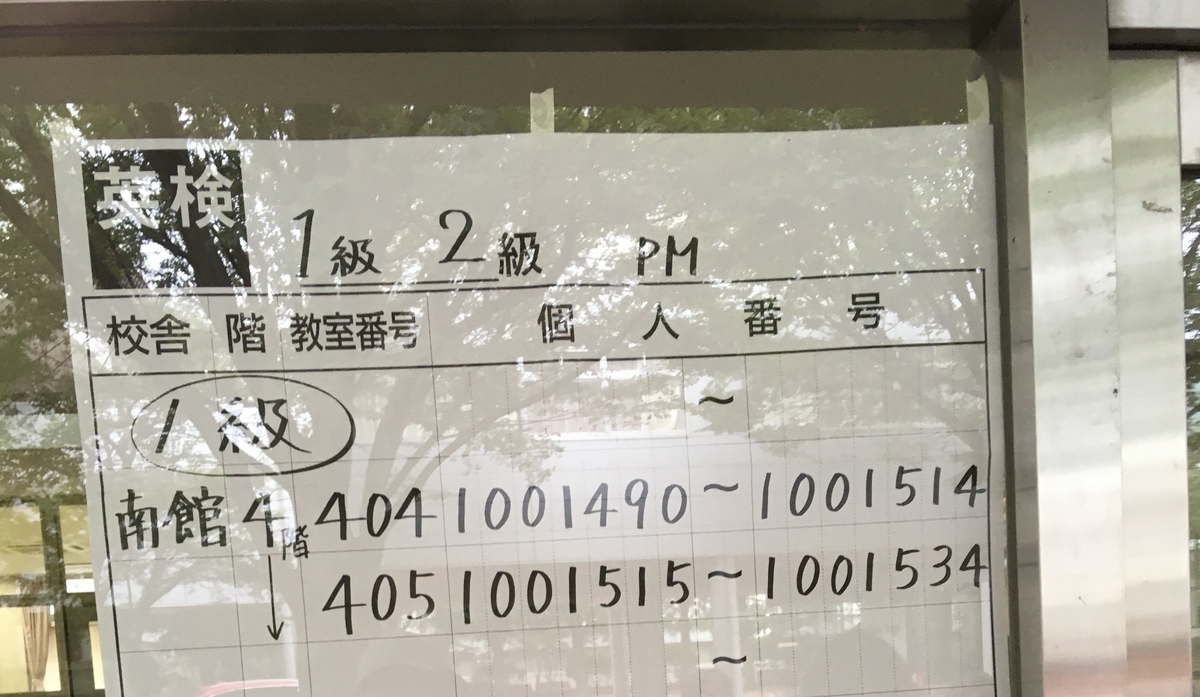 英検
1級 2級 PM
校舎 階 教室番号 個人番号
1級 ~
南館 4階 404 1001490~1001514
↓ 405 1001515~1001534
~